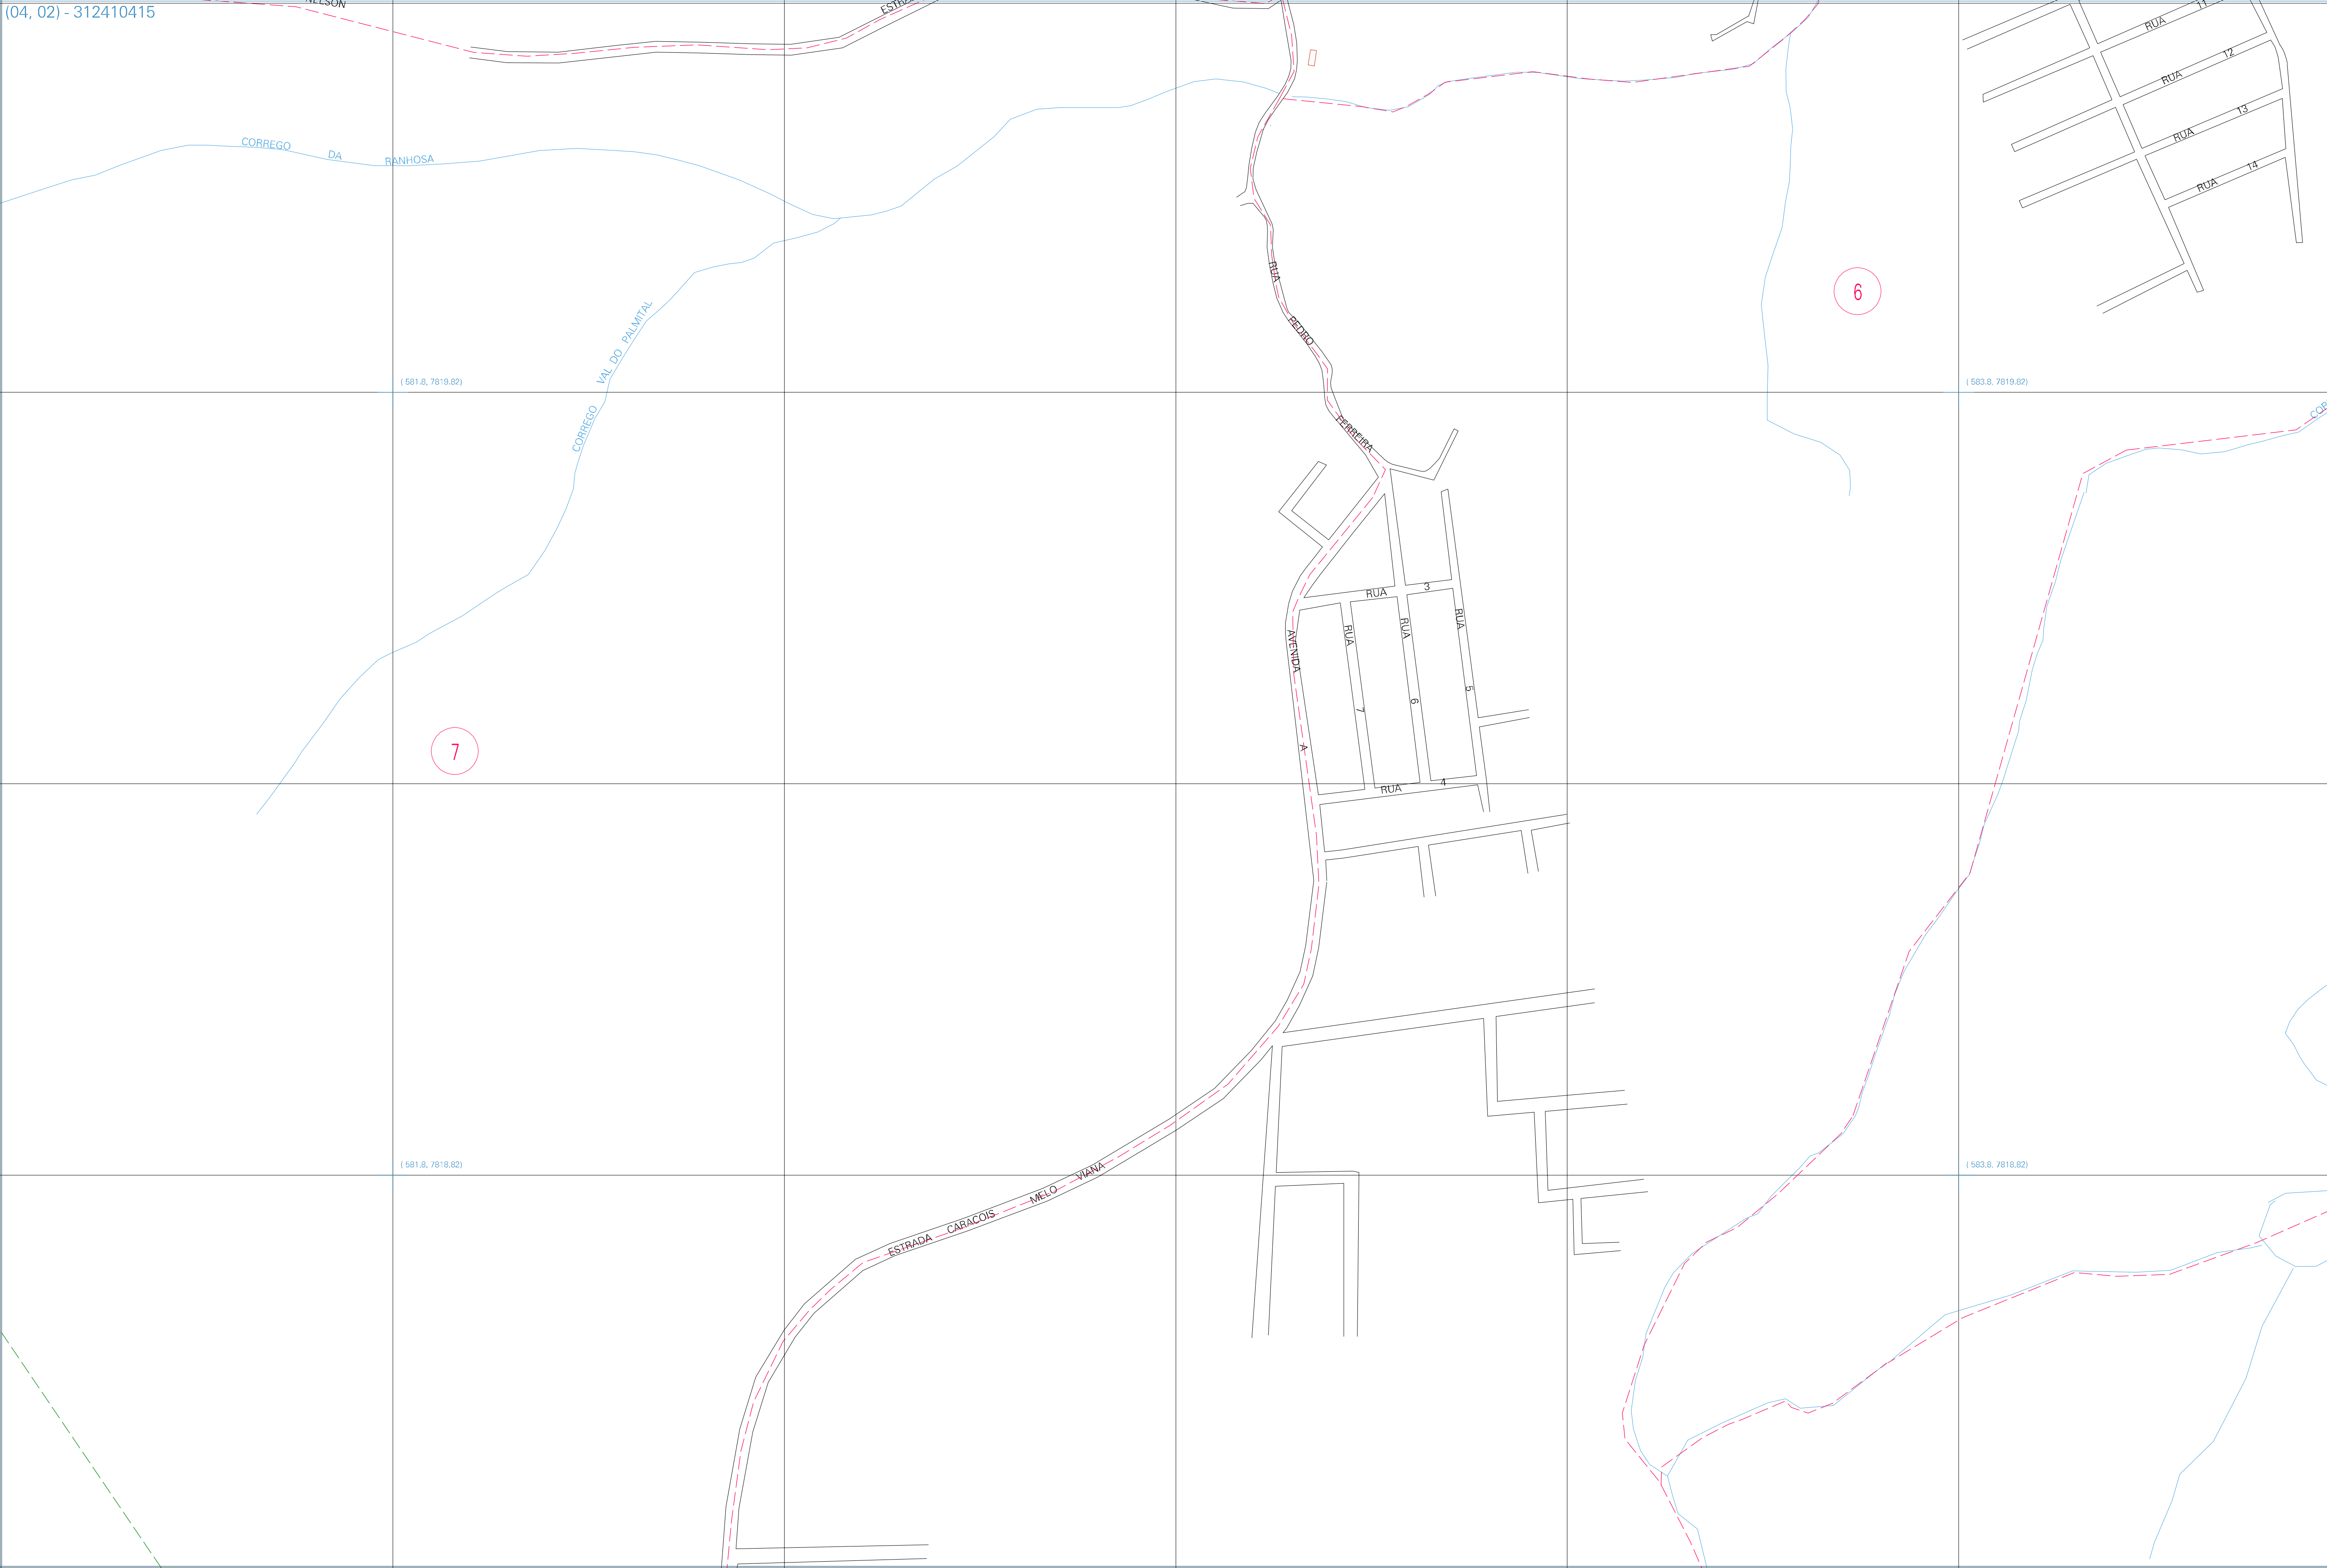 (04, 02) - 312410415
NELSON
11
RUA
12
RUA
13
RUA
14
RUA
CORREGO DA RANHOSA
RUA PEDRO FERREIRA
6
CORREGO VAL DO PALMITAL
( 581.8, 7819.82)
( 583.8, 7819.82)
RUA 3
RUA 7
RUA 6
RUA 5
AVENIDA A
7
RUA 4
( 581.8, 7818.82)
( 583.8, 7818.82)
ESTRADA CARACOIS MELO VIANA